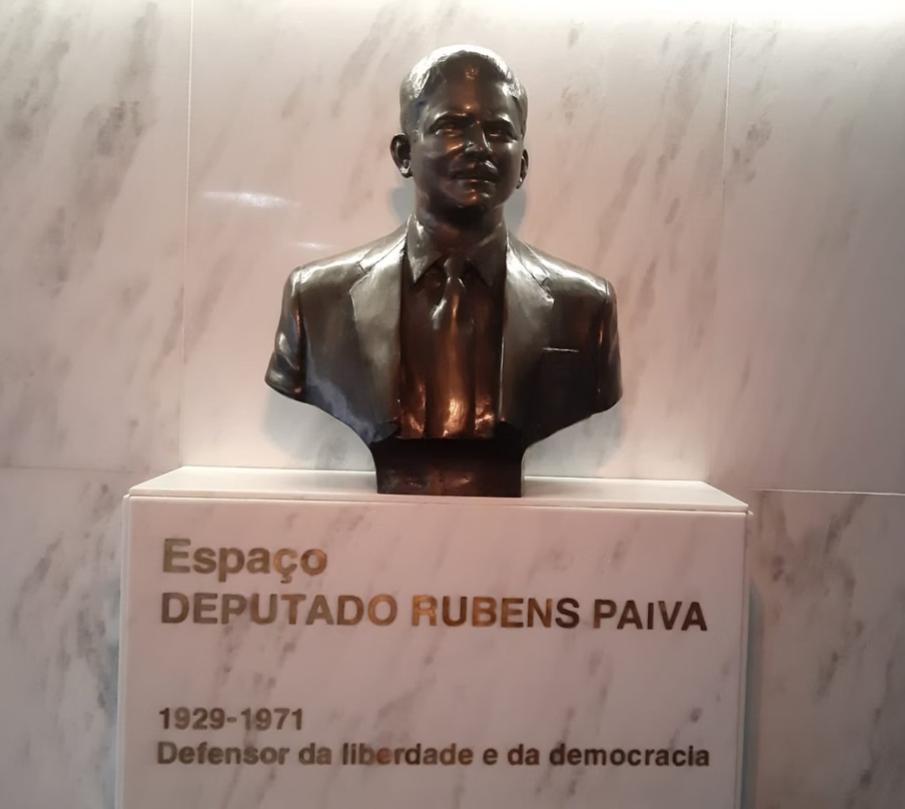 Espaço
DEPUTADO RUBENS PAIVA
1929-1971
Defensor da liberdade e da democracia